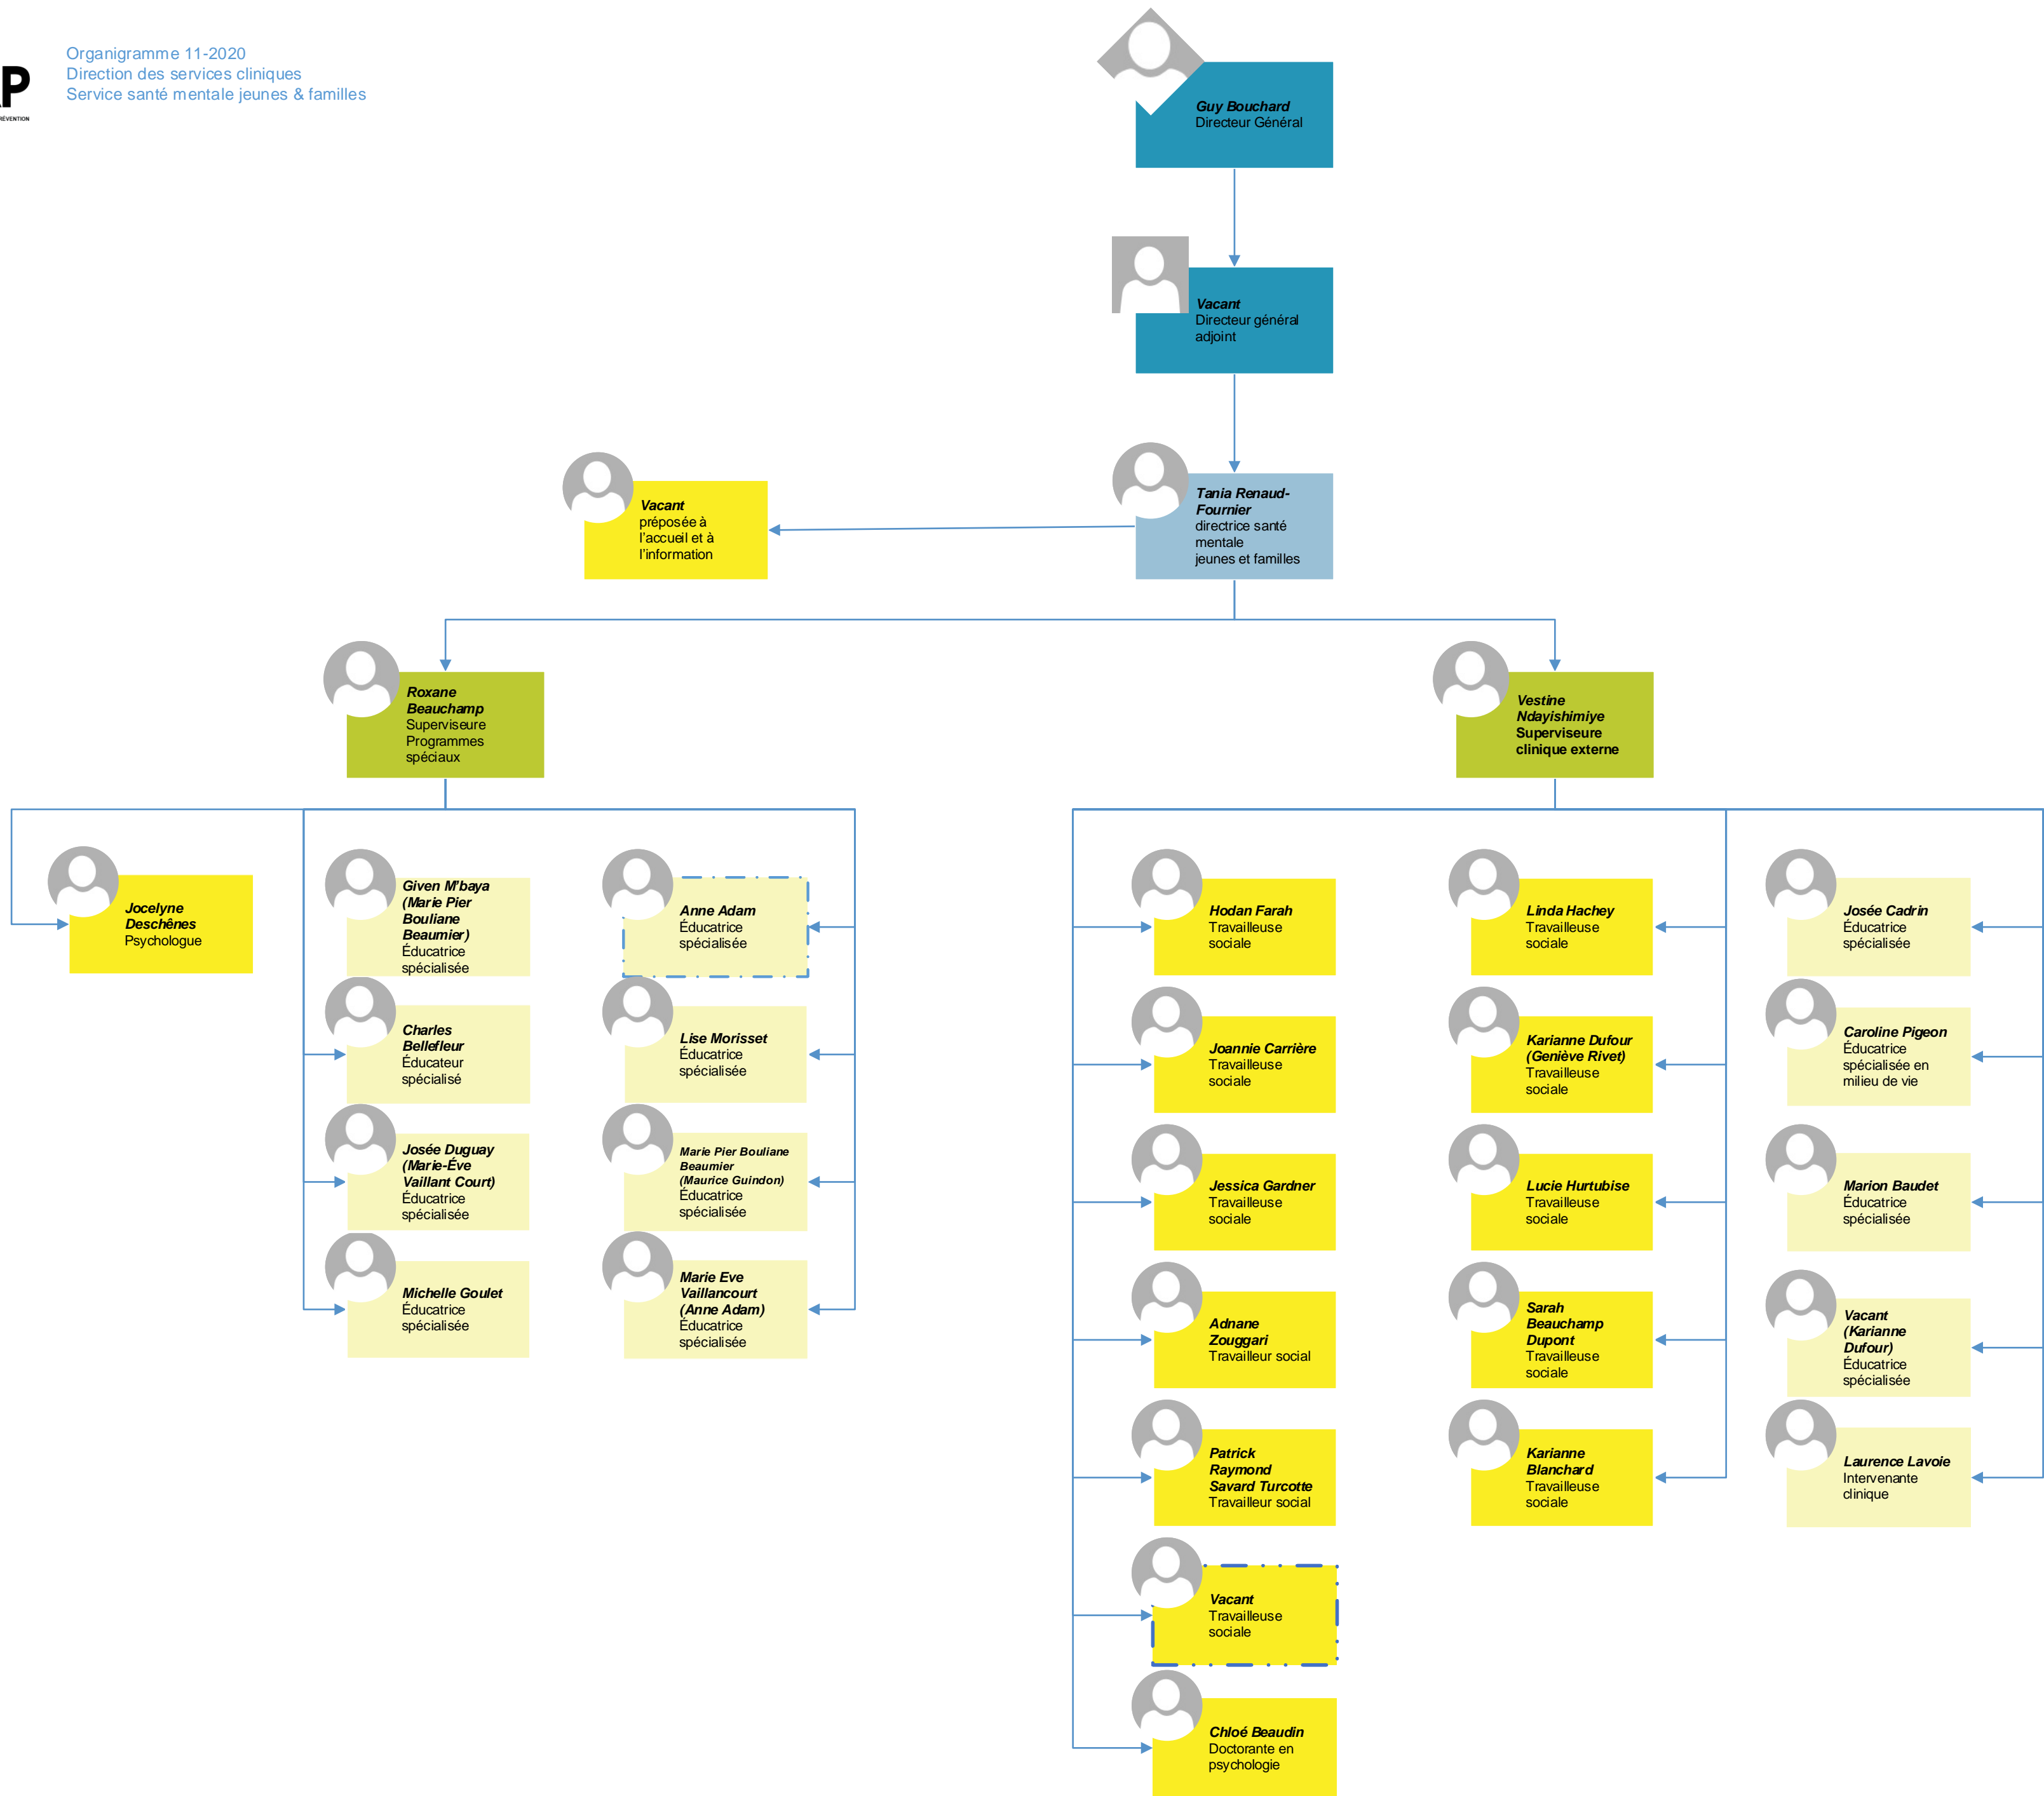 Organigramme 11-2020
Direction des services cliniques
Service santé mentale jeunes & familles
P
RÉVENTION
Guy Bouchard
Directeur Général
Vacant
Directeur général
adjoint
Vacant
préposée à
l'accueil et à
l'information
Tania Renaud-
Fournier
directrice santé
mentale
jeunes et familles
Roxane
Beauchamp
Superviseure
Programmes
spéciaux
Vestine
Ndayishimiye
Superviseure
clinique externe
Jocelyne
Deschênes
Psychologue
Given M'baya
(Marie Pier
Bouliane
Beaumier)
Éducatrice
spécialisée
Charles
Bellefleur
Éducateur
spécialisé
Josée Duguay
(Marie-Éve
Vaillant Court)
Éducatrice
spécialisée
Michelle Goulet
Éducatrice
spécialisée
Anne Adam
Éducatrice
spécialisée
Lise Morisset
Éducatrice
spécialisée
Marie Pier Bouliane
Beaumier
(Maurice Guindon)
Éducatrice
spécialisée
Marie Eve
Vaillancourt
(Anne Adam)
Éducatrice
spécialisée
Hodan Farah
Travailleuse
sociale
Joannie Carrière
Travailleuse
sociale
Jessica Gardner
Travailleuse
sociale
Adnane
Zouggari
Travailleur social
Patrick
Raymond
Savard Turcotte
Travailleur social
Vacant
Travailleuse
sociale
Chloé Beaudin
Doctorante en
psychologie
Linda Hachey
Travailleuse
sociale
Karianne Dufour
(Geniève Rivet)
Travailleuse
sociale
Lucie Hurtubise
Travailleuse
sociale
Sarah
Beauchamp
Dupont
Travailleuse
sociale
Karianne
Blanchard
Travailleuse
sociale
Josée Cadrin
Éducatrice
spécialisée
Caroline Pigeon
Éducatrice
spécialisée en
milieu de vie
Marion Baudet
Éducatrice
spécialisée
Vacant
(Karianne
Dufour)
Éducatrice
spécialisée
Laurence Lavoie
Intervenante
clinique